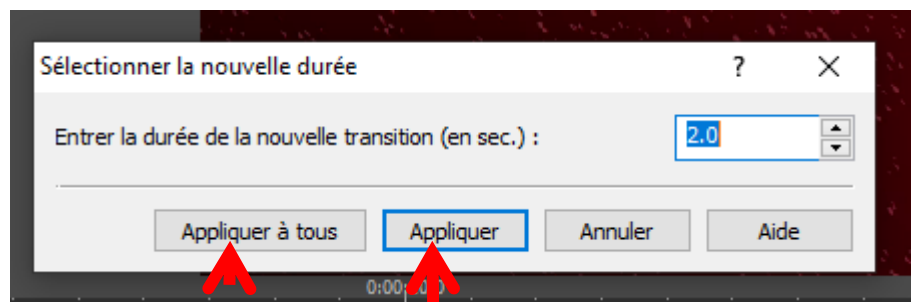 Sélectionner la nouvelle durée ?
Entrer la durée de la nouvelle transition (en sec.) : 2.0
Appliquer à tous Appliquer Annuler Aide